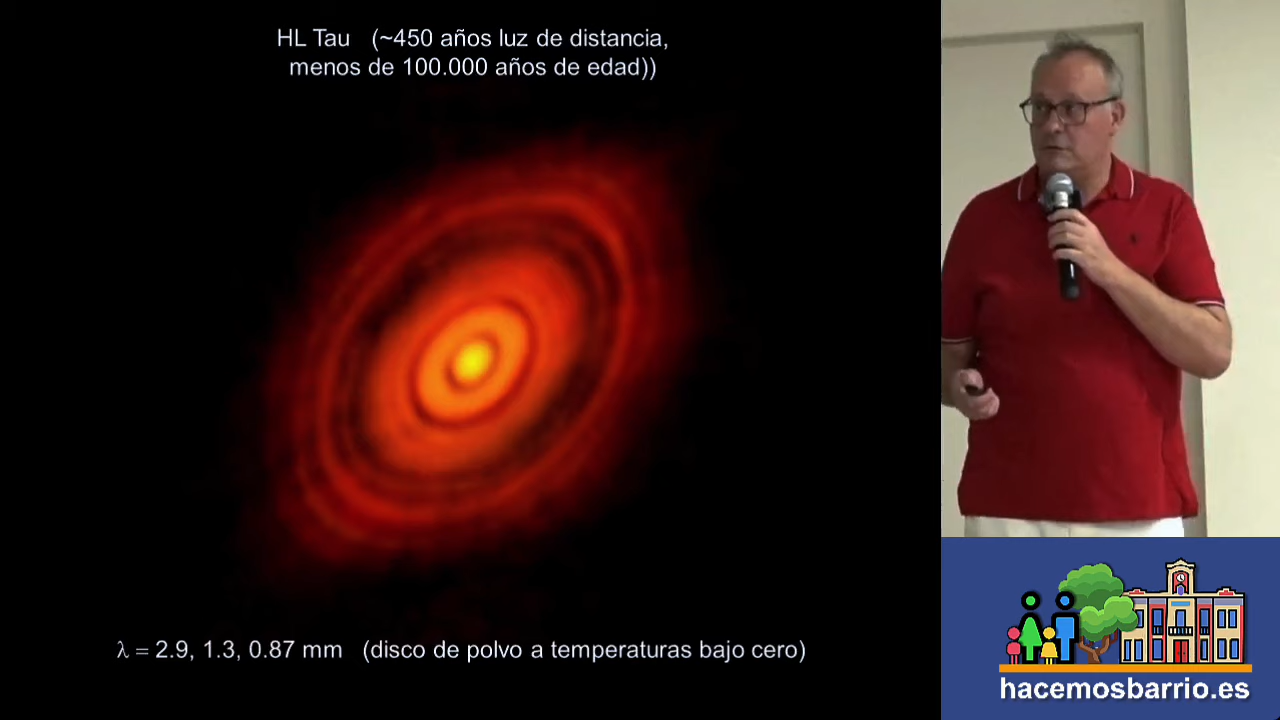 HL Tau (~450 años luz de distancia,
menos de 100.000 años de edad))
λ = 2.9, 1.3, 0.87 mm (disco de polvo a temperaturas bajo cero)
hacemosbarrio.es